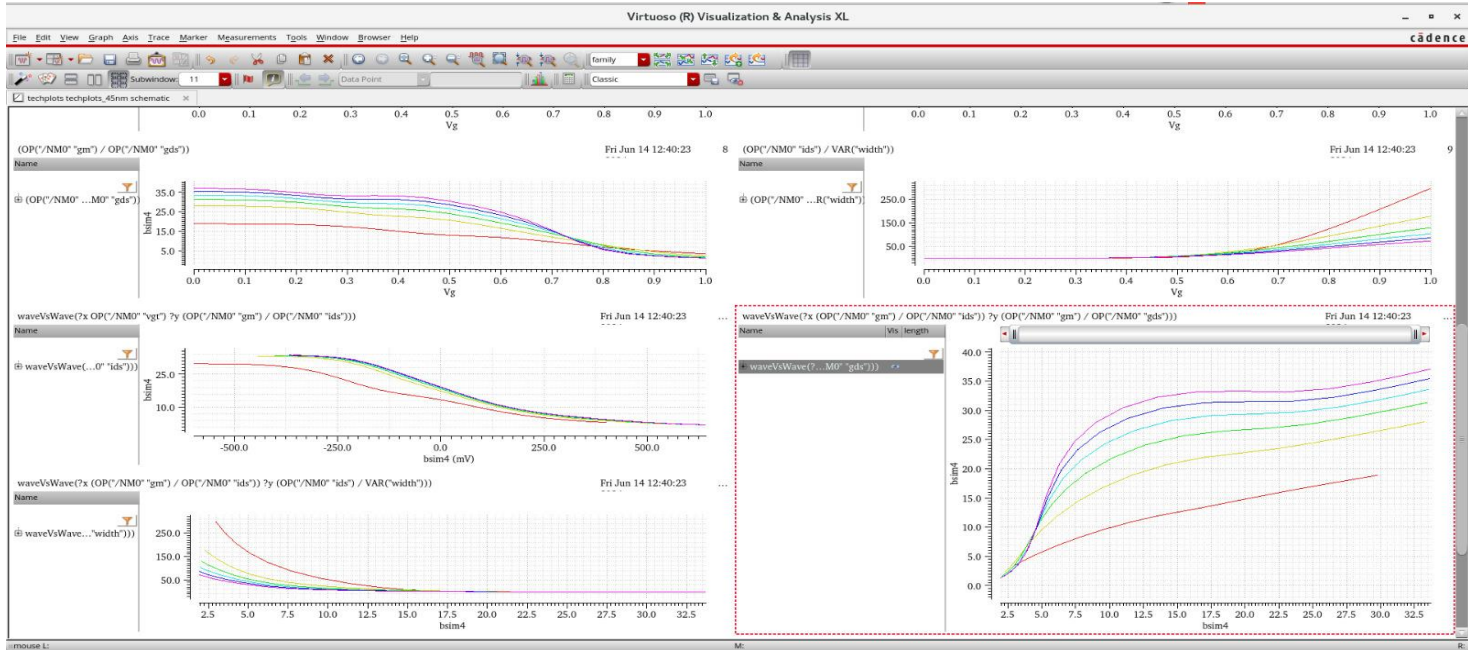 Virtuoso (R) Visualization & Analysis XL
File Edit View Graph Axis Trace Marker Measurements Tools Window Browser Help
cādence
family
Subwindow: 11 Data Point Classic
techplots techplots_45nm schematic
0.0 0.1 0.2 0.3 0.4 0.5 0.6 0.7 0.8 0.9 1.0
Vg
0.0 0.1 0.2 0.3 0.4 0.5 0.6 0.7 0.8 0.9 1.0
Vg
(OP("/NM0" "gm") / OP("/NM0" "gds")) Fri Jun 14 12:40:23 8
Name
(OP("/NM0" ...M0" "gds"))
bsim4
35.0
25.0
15.0
5.0
0.0 0.1 0.2 0.3 0.4 0.5 0.6 0.7 0.8 0.9 1.0
Vg
(OP("/NM0" "ids") / VAR("width")) Fri Jun 14 12:40:23 9
Name
(OP("/NM0" ...R("width")
250.0
150.0
50.0
0.0 0.1 0.2 0.3 0.4 0.5 0.6 0.7 0.8 0.9 1.0
Vg
waveVsWave(?x OP("/NM0" "vgt") ?y (OP("/NM0" "gm") / OP("/NM0" "ids"))) Fri Jun 14 12:40:23 ...
Name
waveVsWave(...0" "ids")))
bsim4
25.0
10.0
-500.0 -250.0 0.0 250.0 500.0
bsim4 (mV)
waveVsWave(?x (OP("/NM0" "gm") / OP("/NM0" "ids")) ?y (OP("/NM0" "ids") / VAR("width"))) Fri Jun 14 12:40:23 ...
Name
waveVsWave..."width")))
250.0
150.0
50.0
2.5 5.0 7.5 10.0 12.5 15.0 17.5 20.0 22.5 25.0 27.5 30.0 32.5
bsim4
waveVsWave(?x (OP("/NM0" "gm") / OP("/NM0" "ids")) ?y (OP("/NM0" "gm") / OP("/NM0" "gds"))) Fri Jun 14 12:40:23 ...
Name Vis length
waveVsWave(?...M0" "gds")))
bsim4
40.0
35.0
30.0
25.0
20.0
15.0
10.0
5.0
0.0
2.5 5.0 7.5 10.0 12.5 15.0 17.5 20.0 22.5 25.0 27.5 30.0 32.5
bsim4
mouse L: M: R: